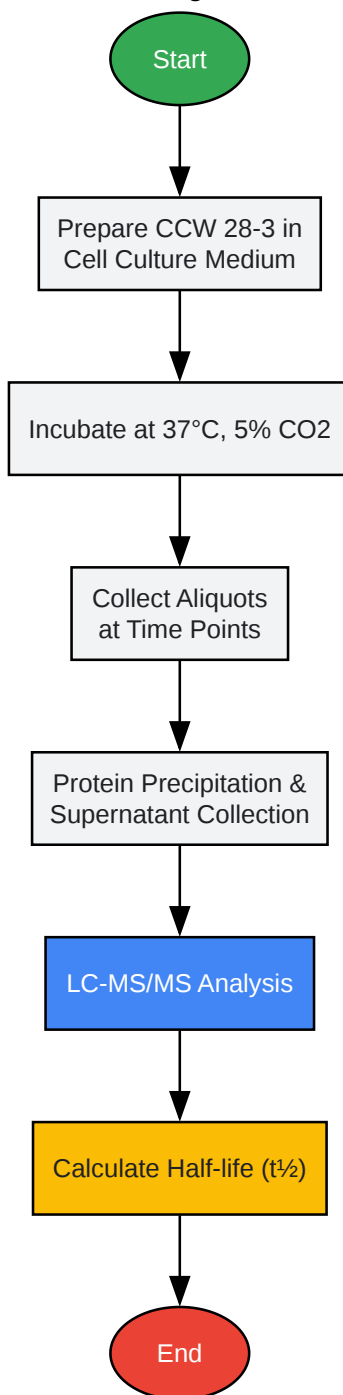 Start
Prepare CCW 28-3 in
Cell Culture Medium
Incubate at 37°C, 5% CO2
Collect Aliquots
at Time Points
Protein Precipitation &
Supernatant Collection
LC-MS/MS Analysis
Calculate Half-life (t½)
End